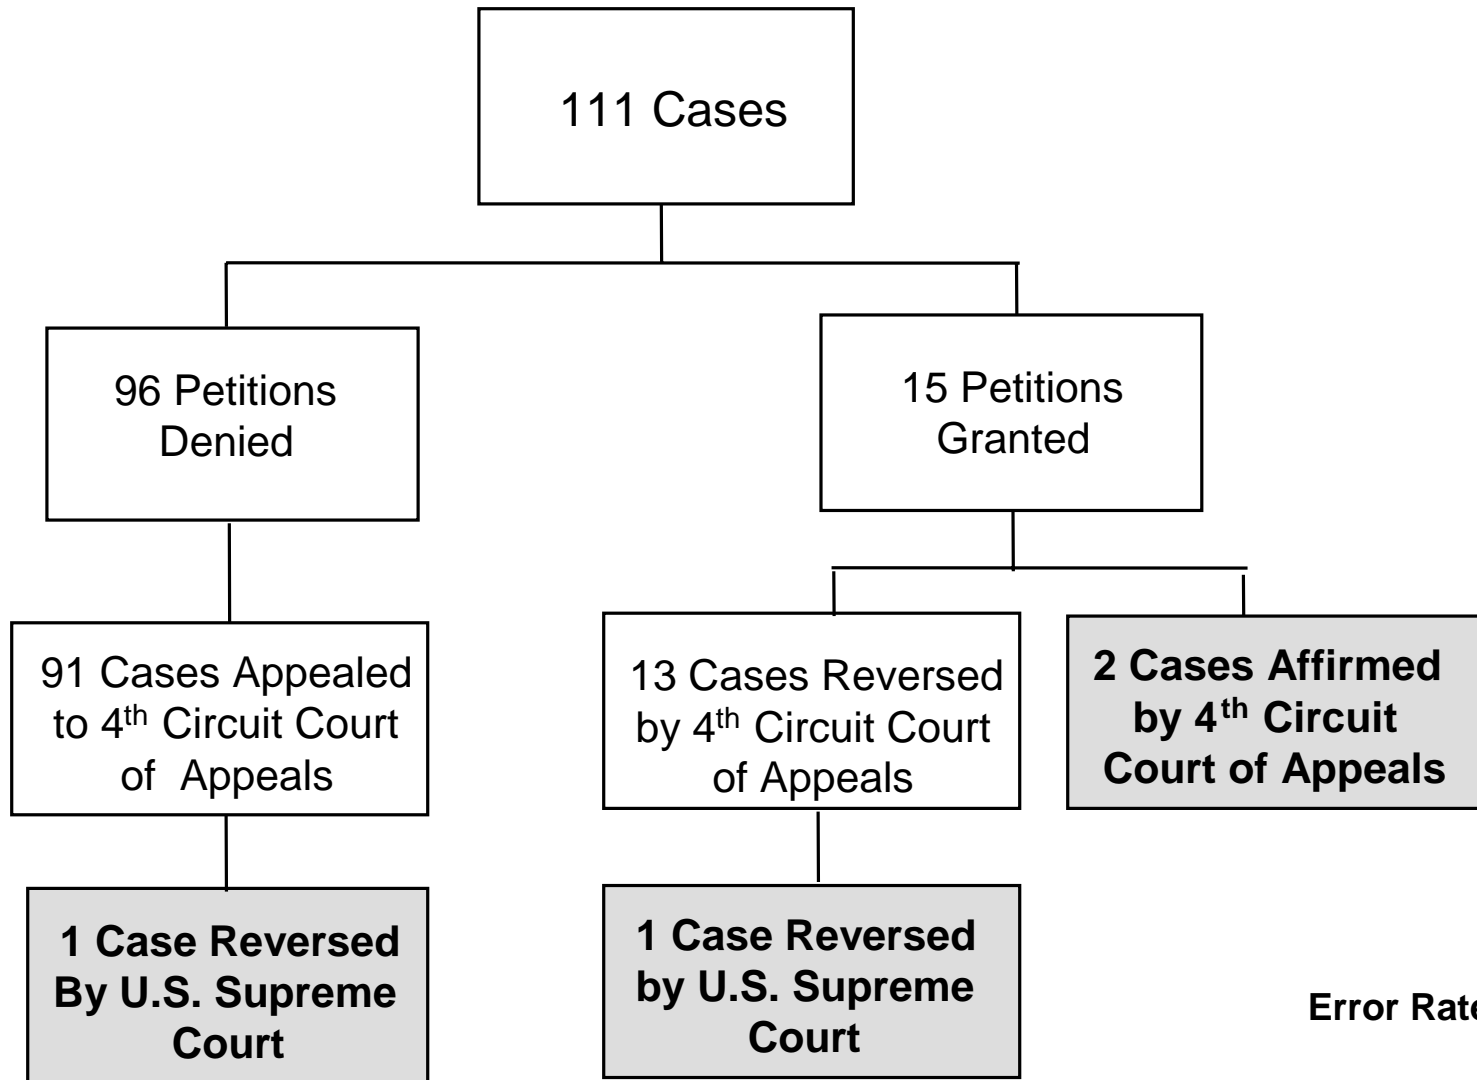 111 Cases
96 Petitions
Denied
15 Petitions
Granted
91 Cases Appealed
to 4th Circuit Court
of Appeals
13 Cases Reversed
by 4th Circuit Court
of Appeals
2 Cases Affirmed
by 4th Circuit
Court of Appeals
1 Case Reversed
By U.S. Supreme
Court
1 Case Reversed
by U.S. Supreme
Court
Error Rate